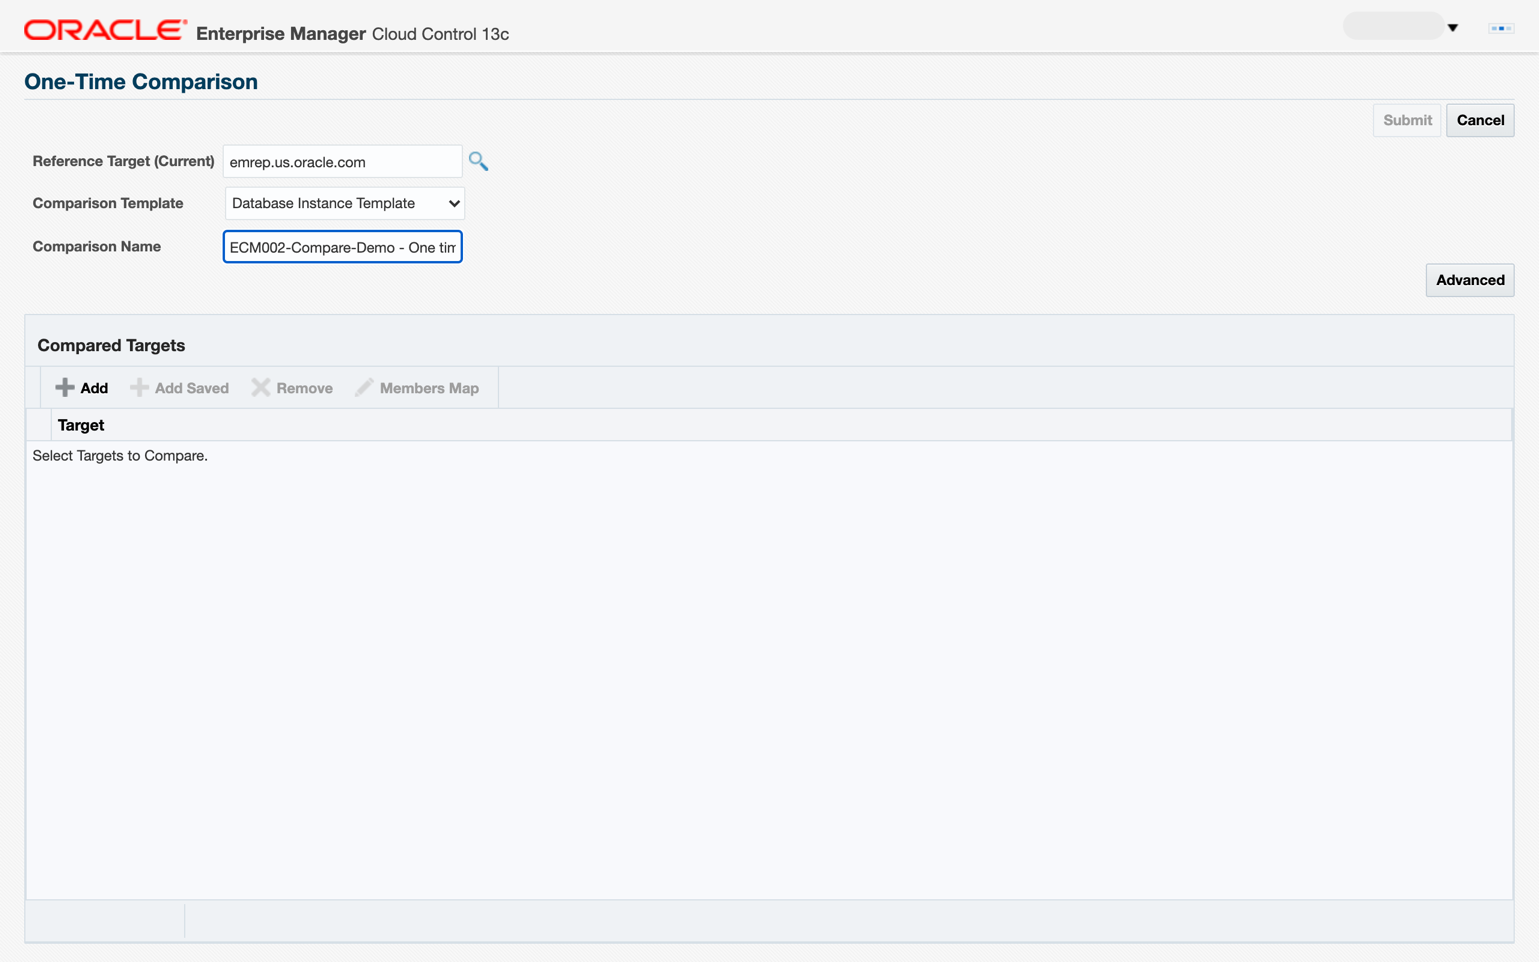 ORACLE Enterprise Manager Cloud Control 13c
One-Time Comparison
Submit Cancel
Reference Target (Current) emrep.us.oracle.com
Comparison Template Database Instance Template
Comparison Name ECM002-Compare-Demo - One tim
Advanced
Compared Targets
Add Add Saved Remove Members Map
Target
Select Targets to Compare.